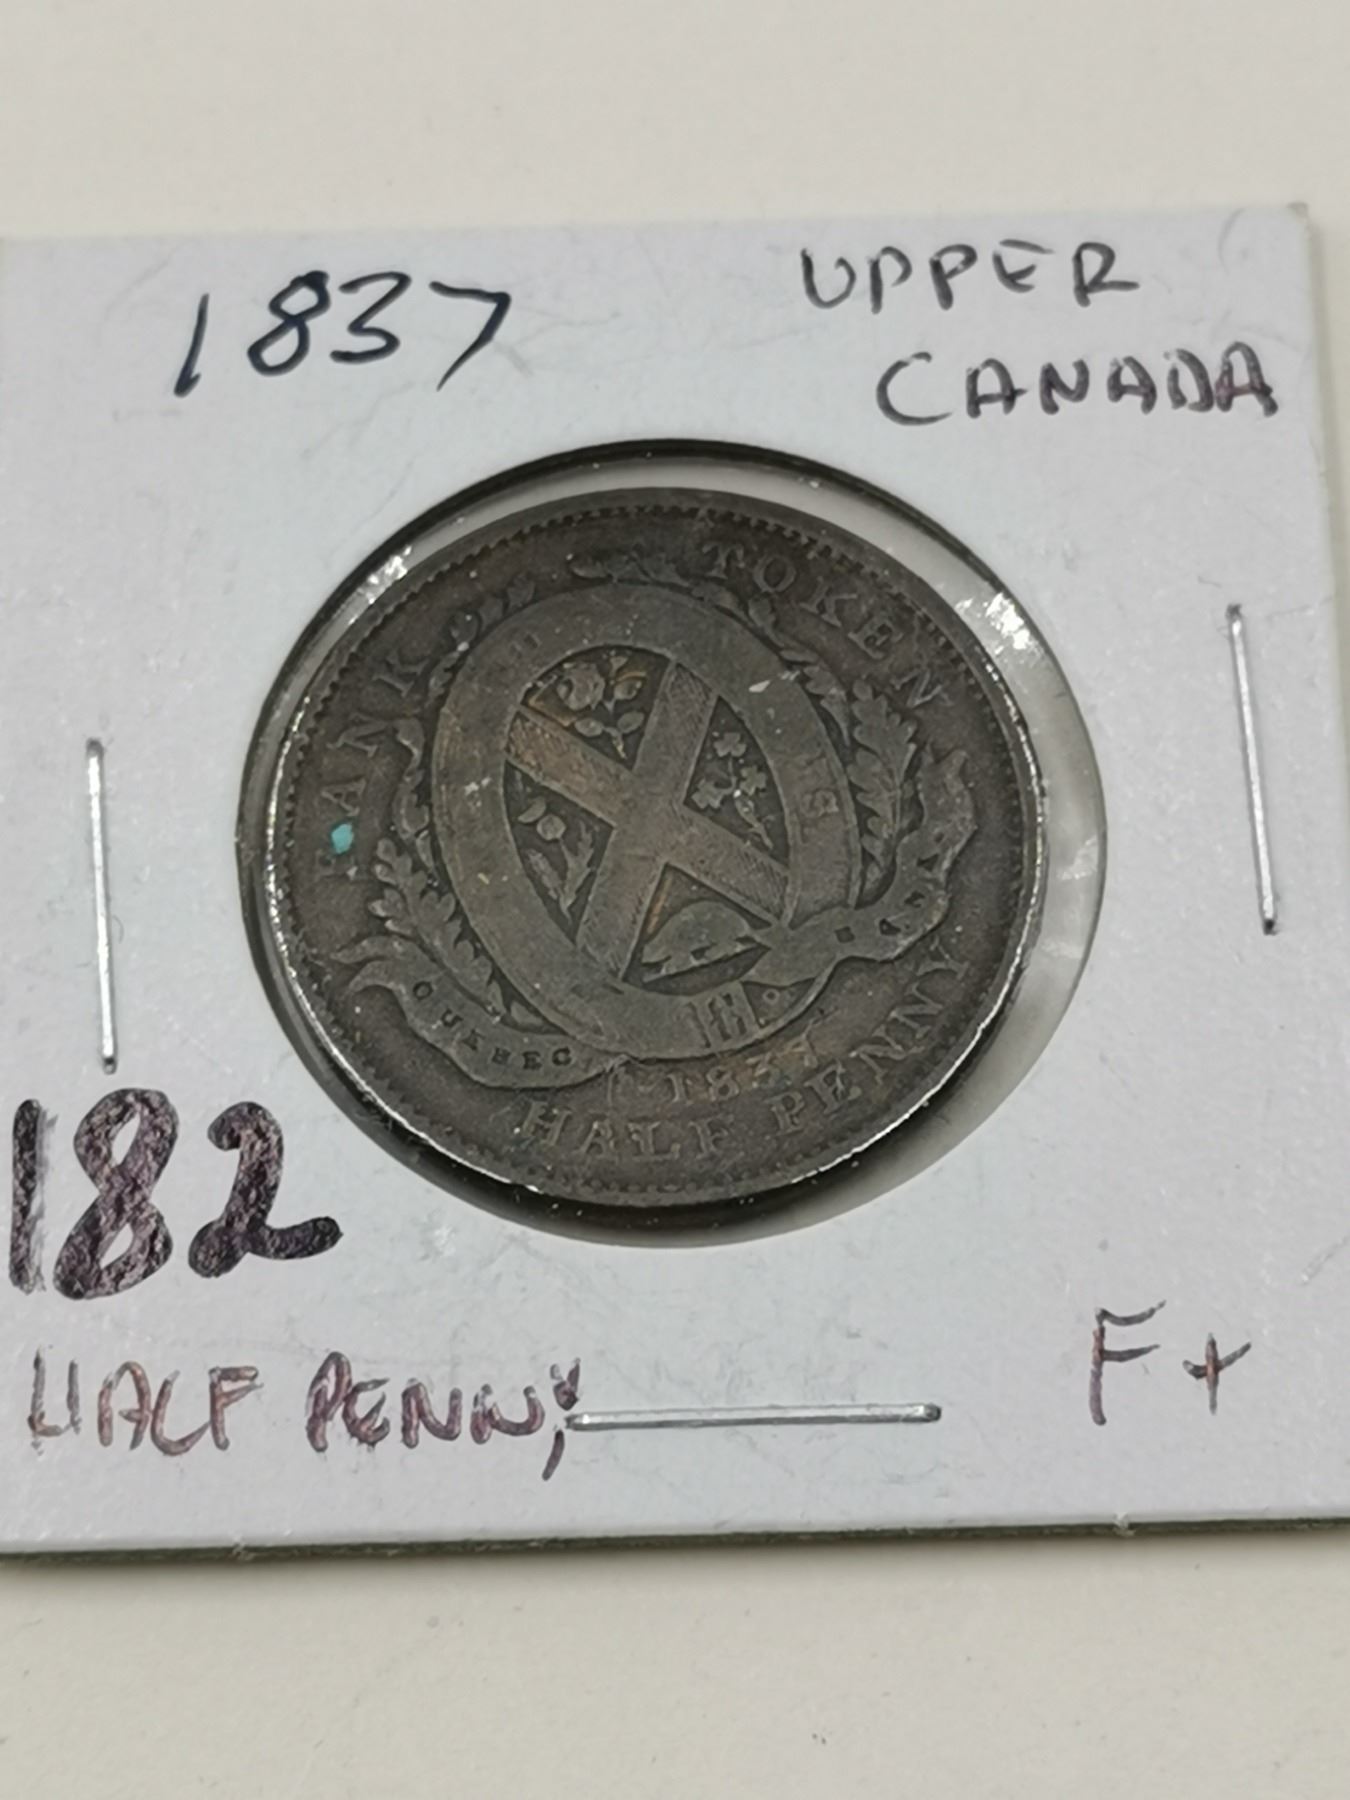 1837
UPPER
CANADA
BANK TOKEN
QUEBEC
1837
HALF PENNY
182
HALF PENNY,
F+